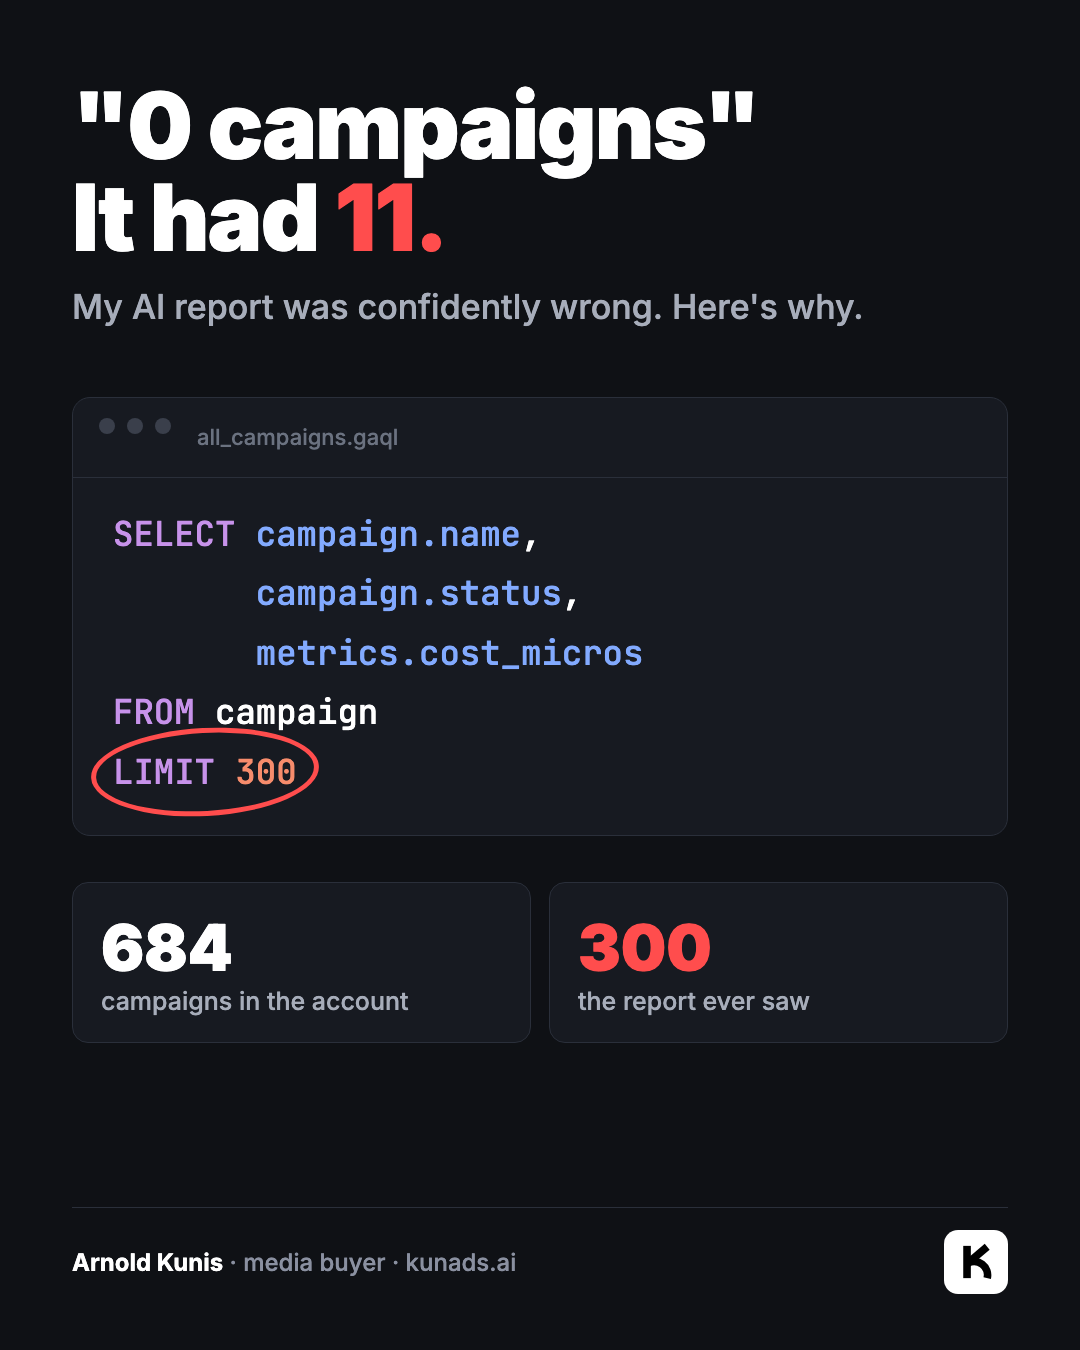 "0 campaigns"
It had 11.
My AI report was confidently wrong. Here's why.
all_campaigns.gaql
SELECT campaign.name,
campaign.status,
metrics.cost_micros
FROM campaign
LIMIT 300
684
campaigns in the account
300
the report ever saw
Arnold Kunis · media buyer · kunads.ai
K